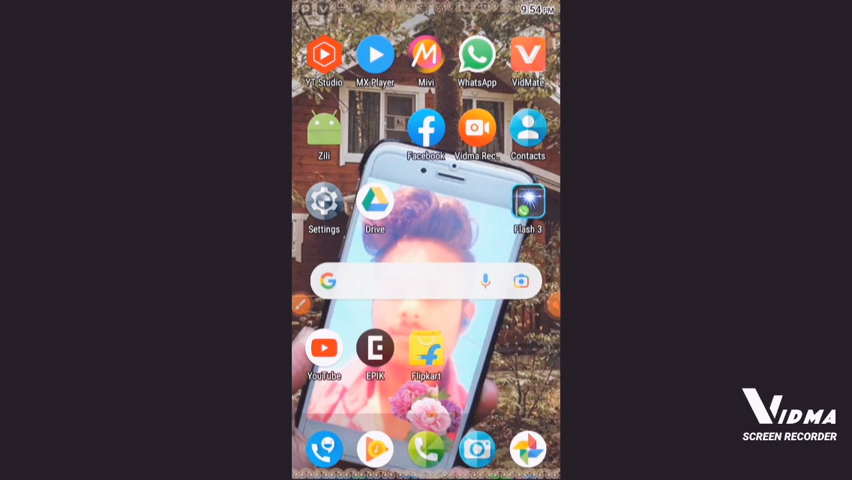 9:54 PM
YT Studio
MX Player
Mivi
WhatsApp
VidMate
Zili
Facebook
Vidma Rec..
Contacts
Settings
Drive
Flash 3
YouTube
EPIK
Flipkart
VIDMA
SCREEN RECORDER